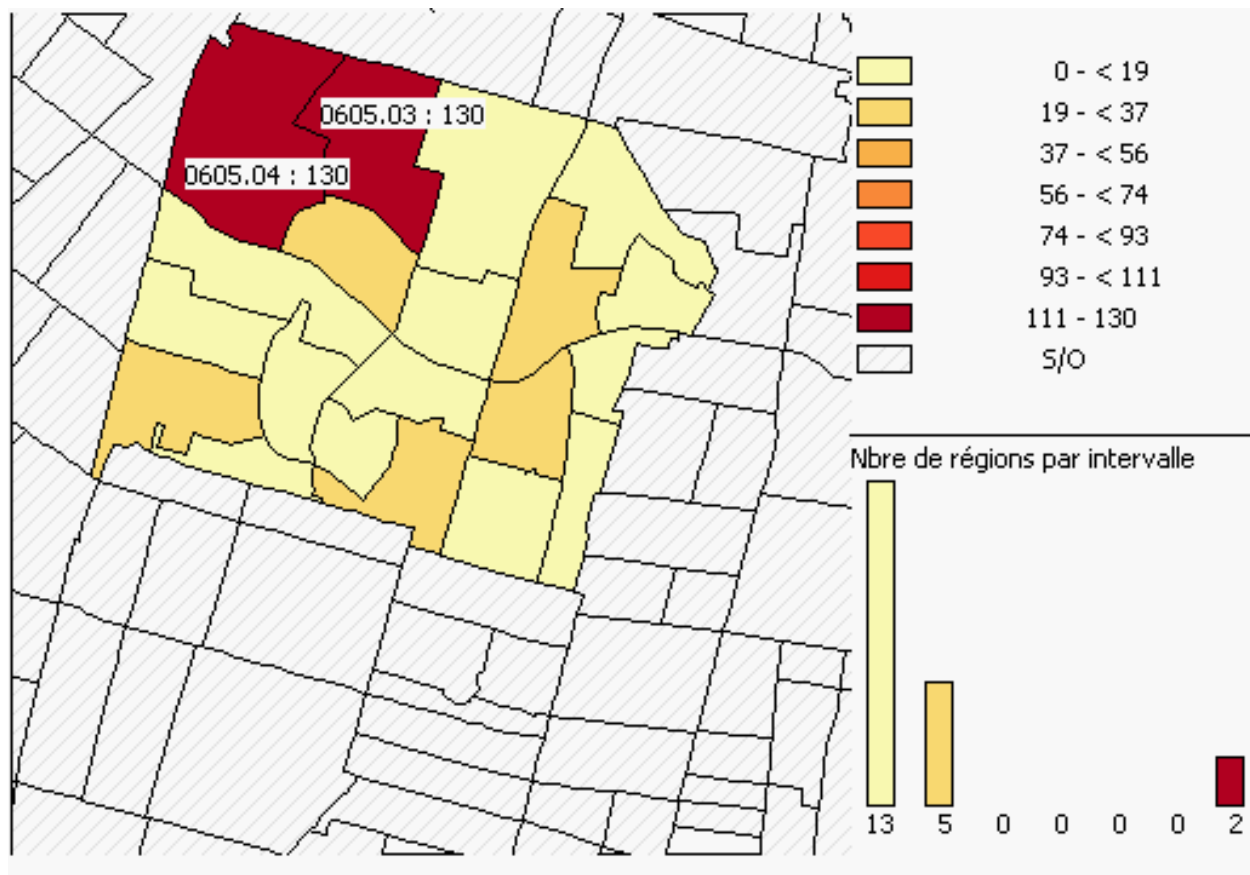 0605.03 : 130
0605.04 : 130
0 - < 19
19 - < 37
37 - < 56
56 - < 74
74 - < 93
93 - < 111
111 - 130
S/O
Nbre de régions par intervalle
13 5 0 0 0 0 2